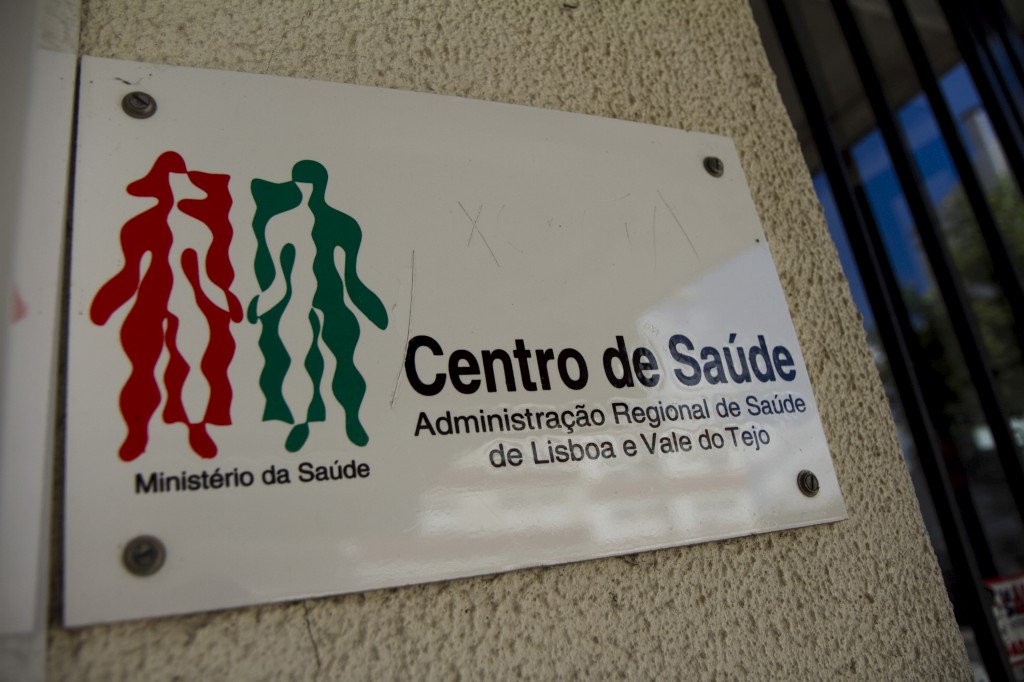 Centro de Saúde
Administração Regional de Saúde
de Lisboa e Vale do Tejo
Ministério da Saúde